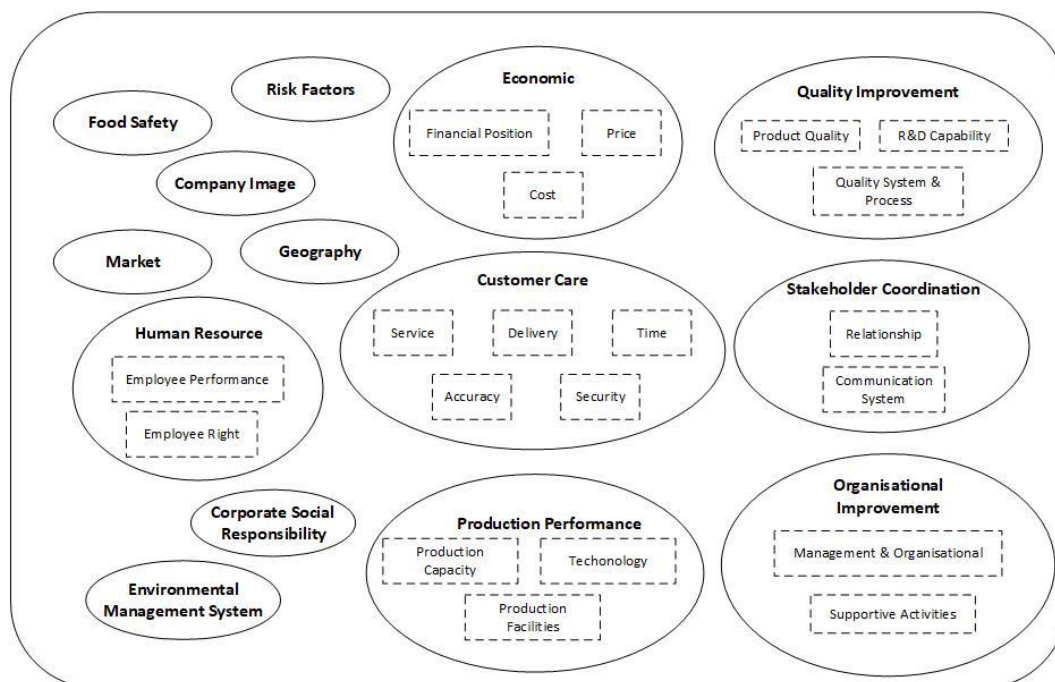 Risk Factors
Food Safety
Company Image
Market
Geography
Human Resource
Employee Performance
Employee Right
Corporate Social
Responsibility
Environmental
Management System
Economic
Financial Position
Price
Cost
Customer Care
Service
Delivery
Time
Accuracy
Security
Production Performance
Production
Capacity
Techonology
Production
Facilities
Quality Improvement
Product Quality
R&D Capability
Quality System &
Process
Stakeholder Coordination
Relationship
Communication
System
Organisational
Improvement
Management & Organisational
Supportive Activities